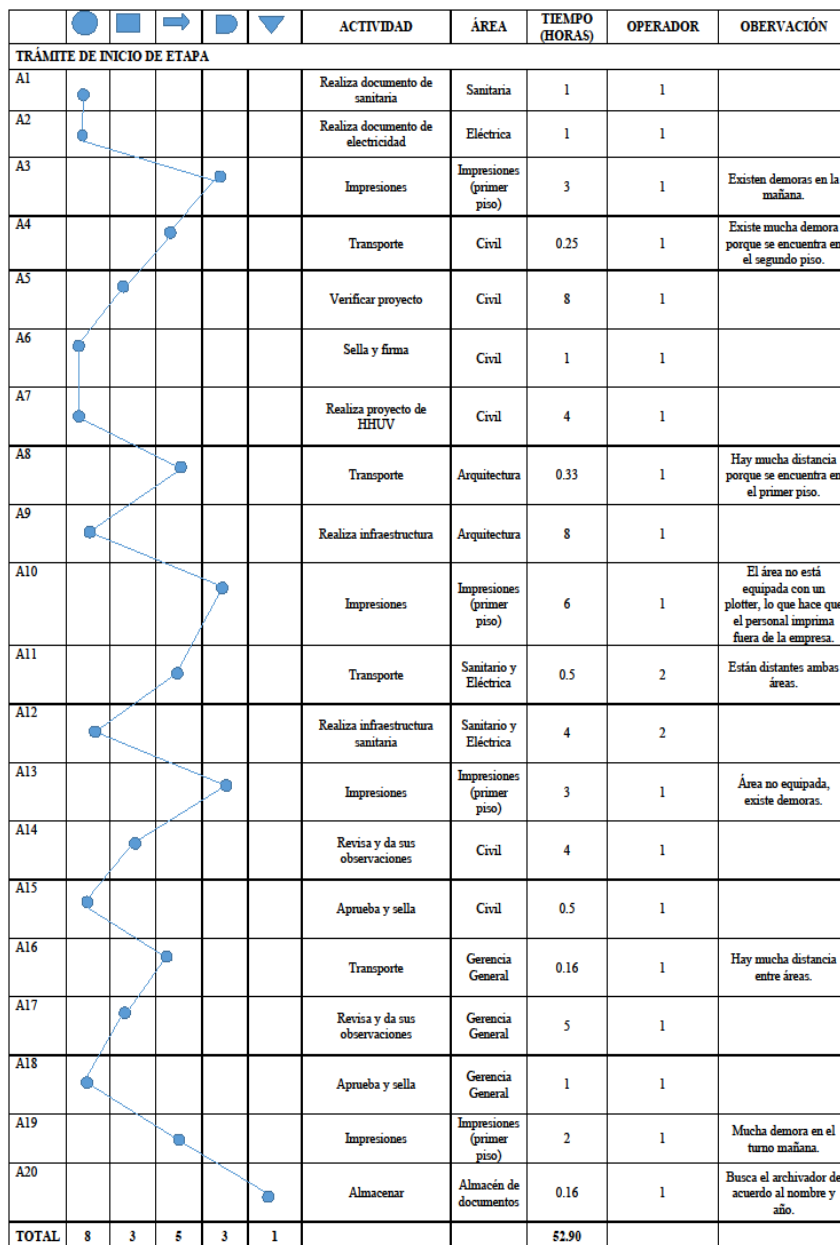 ACTIVIDAD ÁREA TIEMPO (HORAS) OPERADOR OBERVACIÓN
TRÁMITE DE INICIO DE ETAPA
A1 Realiza documento de sanitaria Sanitaria 1 1
A2 Realiza documento de electricidad Eléctrica 1 1
A3 Impresiones Impresiones (primer piso) 3 1 Existen demoras en la mañana.
A4 Transporte Civil 0.25 1 Existe mucha demora porque se encuentra en el segundo piso.
A5 Verificar proyecto Civil 8 1
A6 Sella y firma Civil 1 1
A7 Realiza proyecto de HHUV Civil 4 1
A8 Transporte Arquitectura 0.33 1 Hay mucha distancia porque se encuentra en el primer piso.
A9 Realiza infraestructura Arquitectura 8 1
A10 Impresiones Impresiones (primer piso) 6 1 El área no está equipada con un plotter, lo que hace que el personal imprima fuera de la empresa.
A11 Transporte Sanitario y Eléctrica 0.5 2 Están distantes ambas áreas.
A12 Realiza infraestructura sanitaria Sanitario y Eléctrica 4 2
A13 Impresiones Impresiones (primer piso) 3 1 Área no equipada, existe demoras.
A14 Revisa y da sus observaciones Civil 4 1
A15 Aprueba y sella Civil 0.5 1
A16 Transporte Gerencia General 0.16 1 Hay mucha distancia entre áreas.
A17 Revisa y da sus observaciones Gerencia General 5 1
A18 Aprueba y sella Gerencia General 1 1
A19 Impresiones Impresiones (primer piso) 2 1 Mucha demora en el turno mañana.
A20 Almacenar Almacén de documentos 0.16 1 Busca el archivador de acuerdo al nombre y año.
TOTAL 8 3 5 3 1 52.90